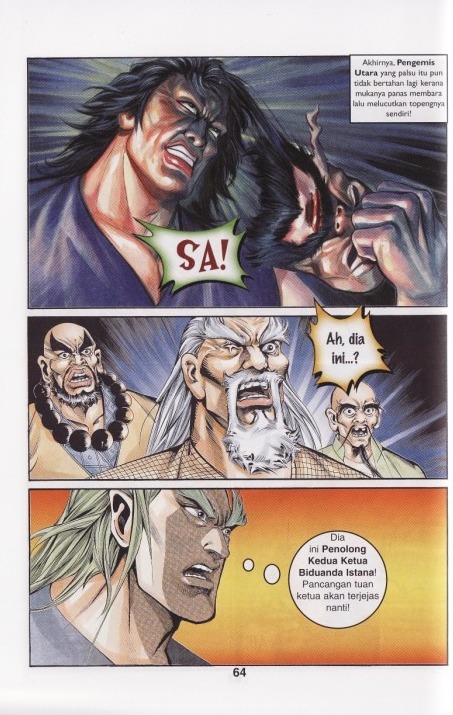 Akhirnya, Pengemis
Utara yang palsu itu pun
tidak bertahan lagi kerana
mukanya panas membara
lalu melucutkan topengnya
sendiri!
SA!
Ah, dia
ini...?
Dia
ini Penolong
Kedua Ketua
Biduanda Istana!
Pancangan tuan
ketua akan terjejas
nanti!
64